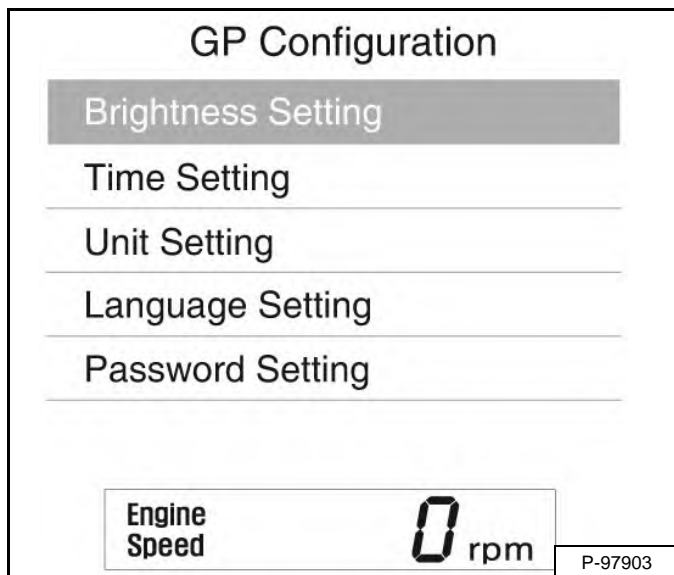 GP Configuration
Brightness Setting
Time Setting
Unit Setting
Language Setting
Password Setting
Engine
Speed
0 rpm
P-97903